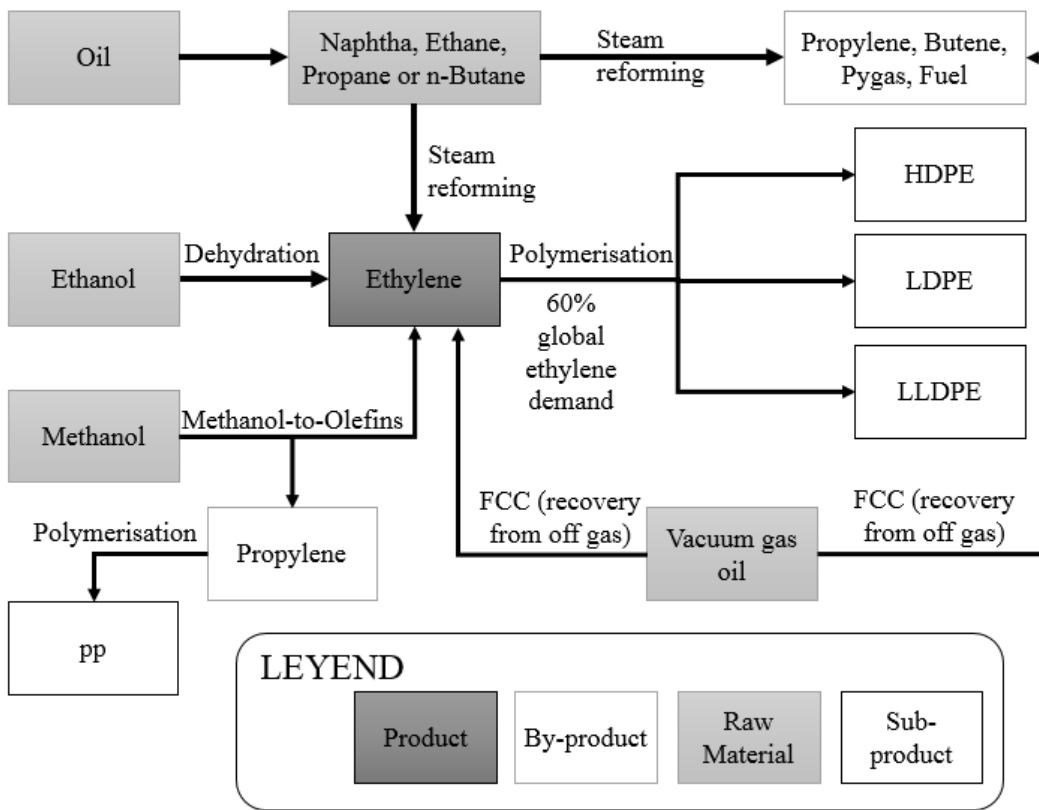 Oil
Naphtha, Ethane,
Propane or n-Butane
Steam
reforming
Propylene, Butene,
Pygas, Fuel
Steam
reforming
HDPE
Ethanol
Dehydration
Ethylene
Polymerisation
60%
global
ethylene
demand
LDPE
LLDPE
Methanol
Methanol-to-Olefins
Polymerisation
Propylene
pp
FCC (recovery
from off gas)
Vacuum gas
oil
FCC (recovery
from off gas)
LEYEND
Product
By-product
Raw
Material
Sub-
product